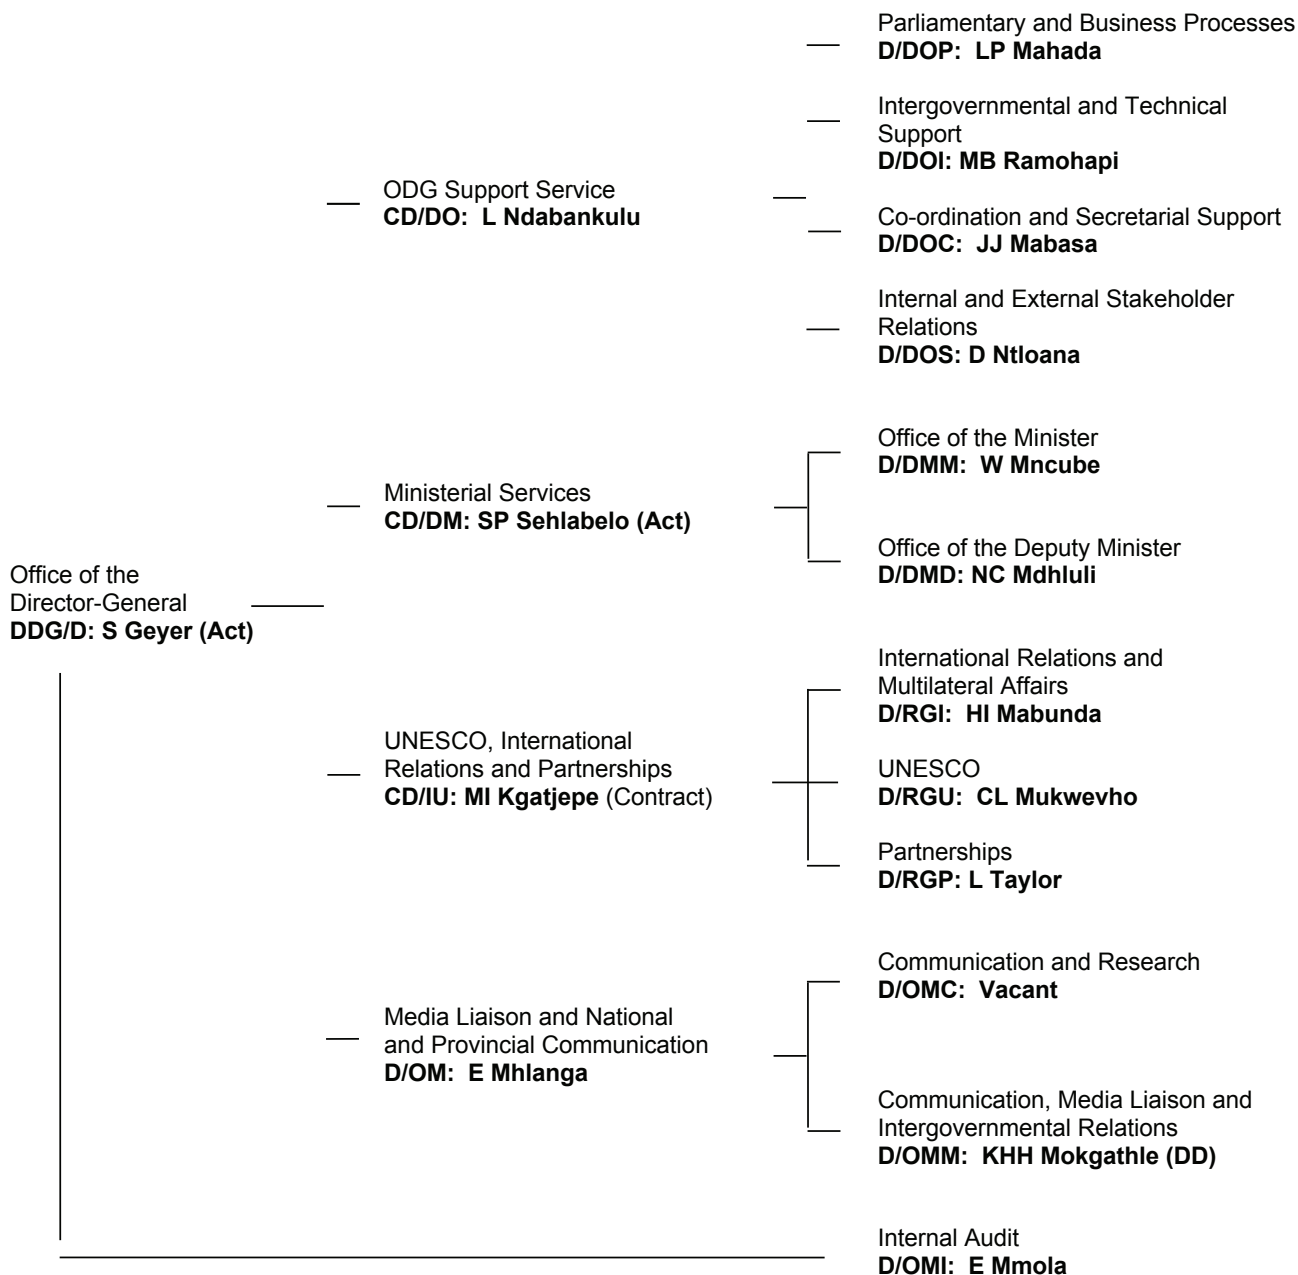 Parliamentary and Business Processes
D/DOP: LP Mahada
Intergovernmental and Technical
Support
D/DOI: MB Ramohapi
ODG Support Service
CD/DO: L Ndabankulu
Co-ordination and Secretarial Support
D/DOC: JJ Mabasa
Internal and External Stakeholder
Relations
D/DOS: D Ntloana
Office of the Minister
D/DMM: W Mncube
Ministerial Services
CD/DM: SP Sehlabelo (Act)
Office of the Deputy Minister
D/DMD: NC Mdhluli
Office of the
Director-General
DDG/D: S Geyer (Act)
International Relations and
Multilateral Affairs
D/RGI: HI Mabunda
UNESCO, International
Relations and Partnerships
CD/IU: MI Kgatjepe (Contract)
UNESCO
D/RGU: CL Mukwevho
Partnerships
D/RGP: L Taylor
Communication and Research
D/OMC: Vacant
Media Liaison and National
and Provincial Communication
D/OM: E Mhlanga
Communication, Media Liaison and
Intergovernmental Relations
D/OMM: KHH Mokgathle (DD)
Internal Audit
D/OMI: E Mmola